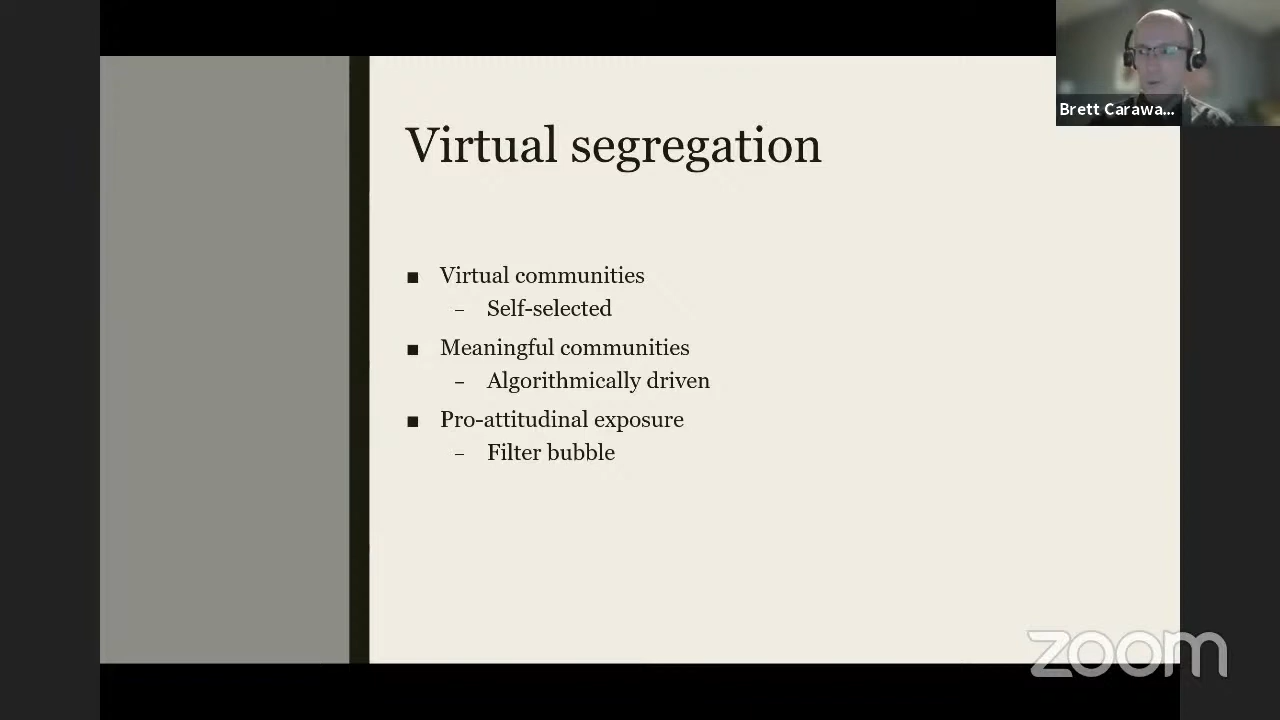 Brett Carawa...
Virtual segregation
■ Virtual communities
– Self-selected
■ Meaningful communities
– Algorithmically driven
■ Pro-attitudinal exposure
– Filter bubble
zoom